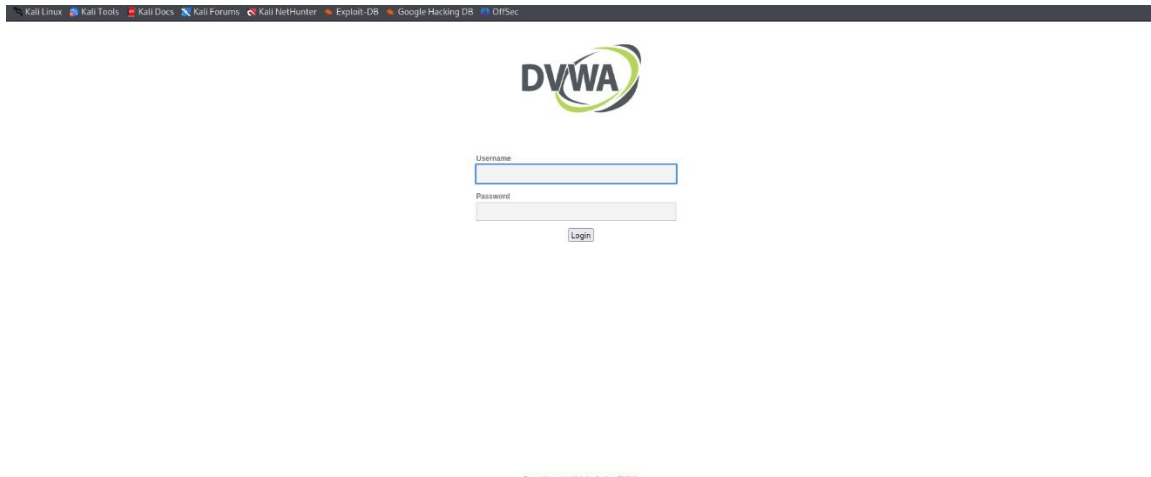 Kali Linux Kali Tools Kali Docs Kali Forums Kali NetHunter Exploit-DB Google Hacking DB OffSec
DVWA
Username
Password
Login